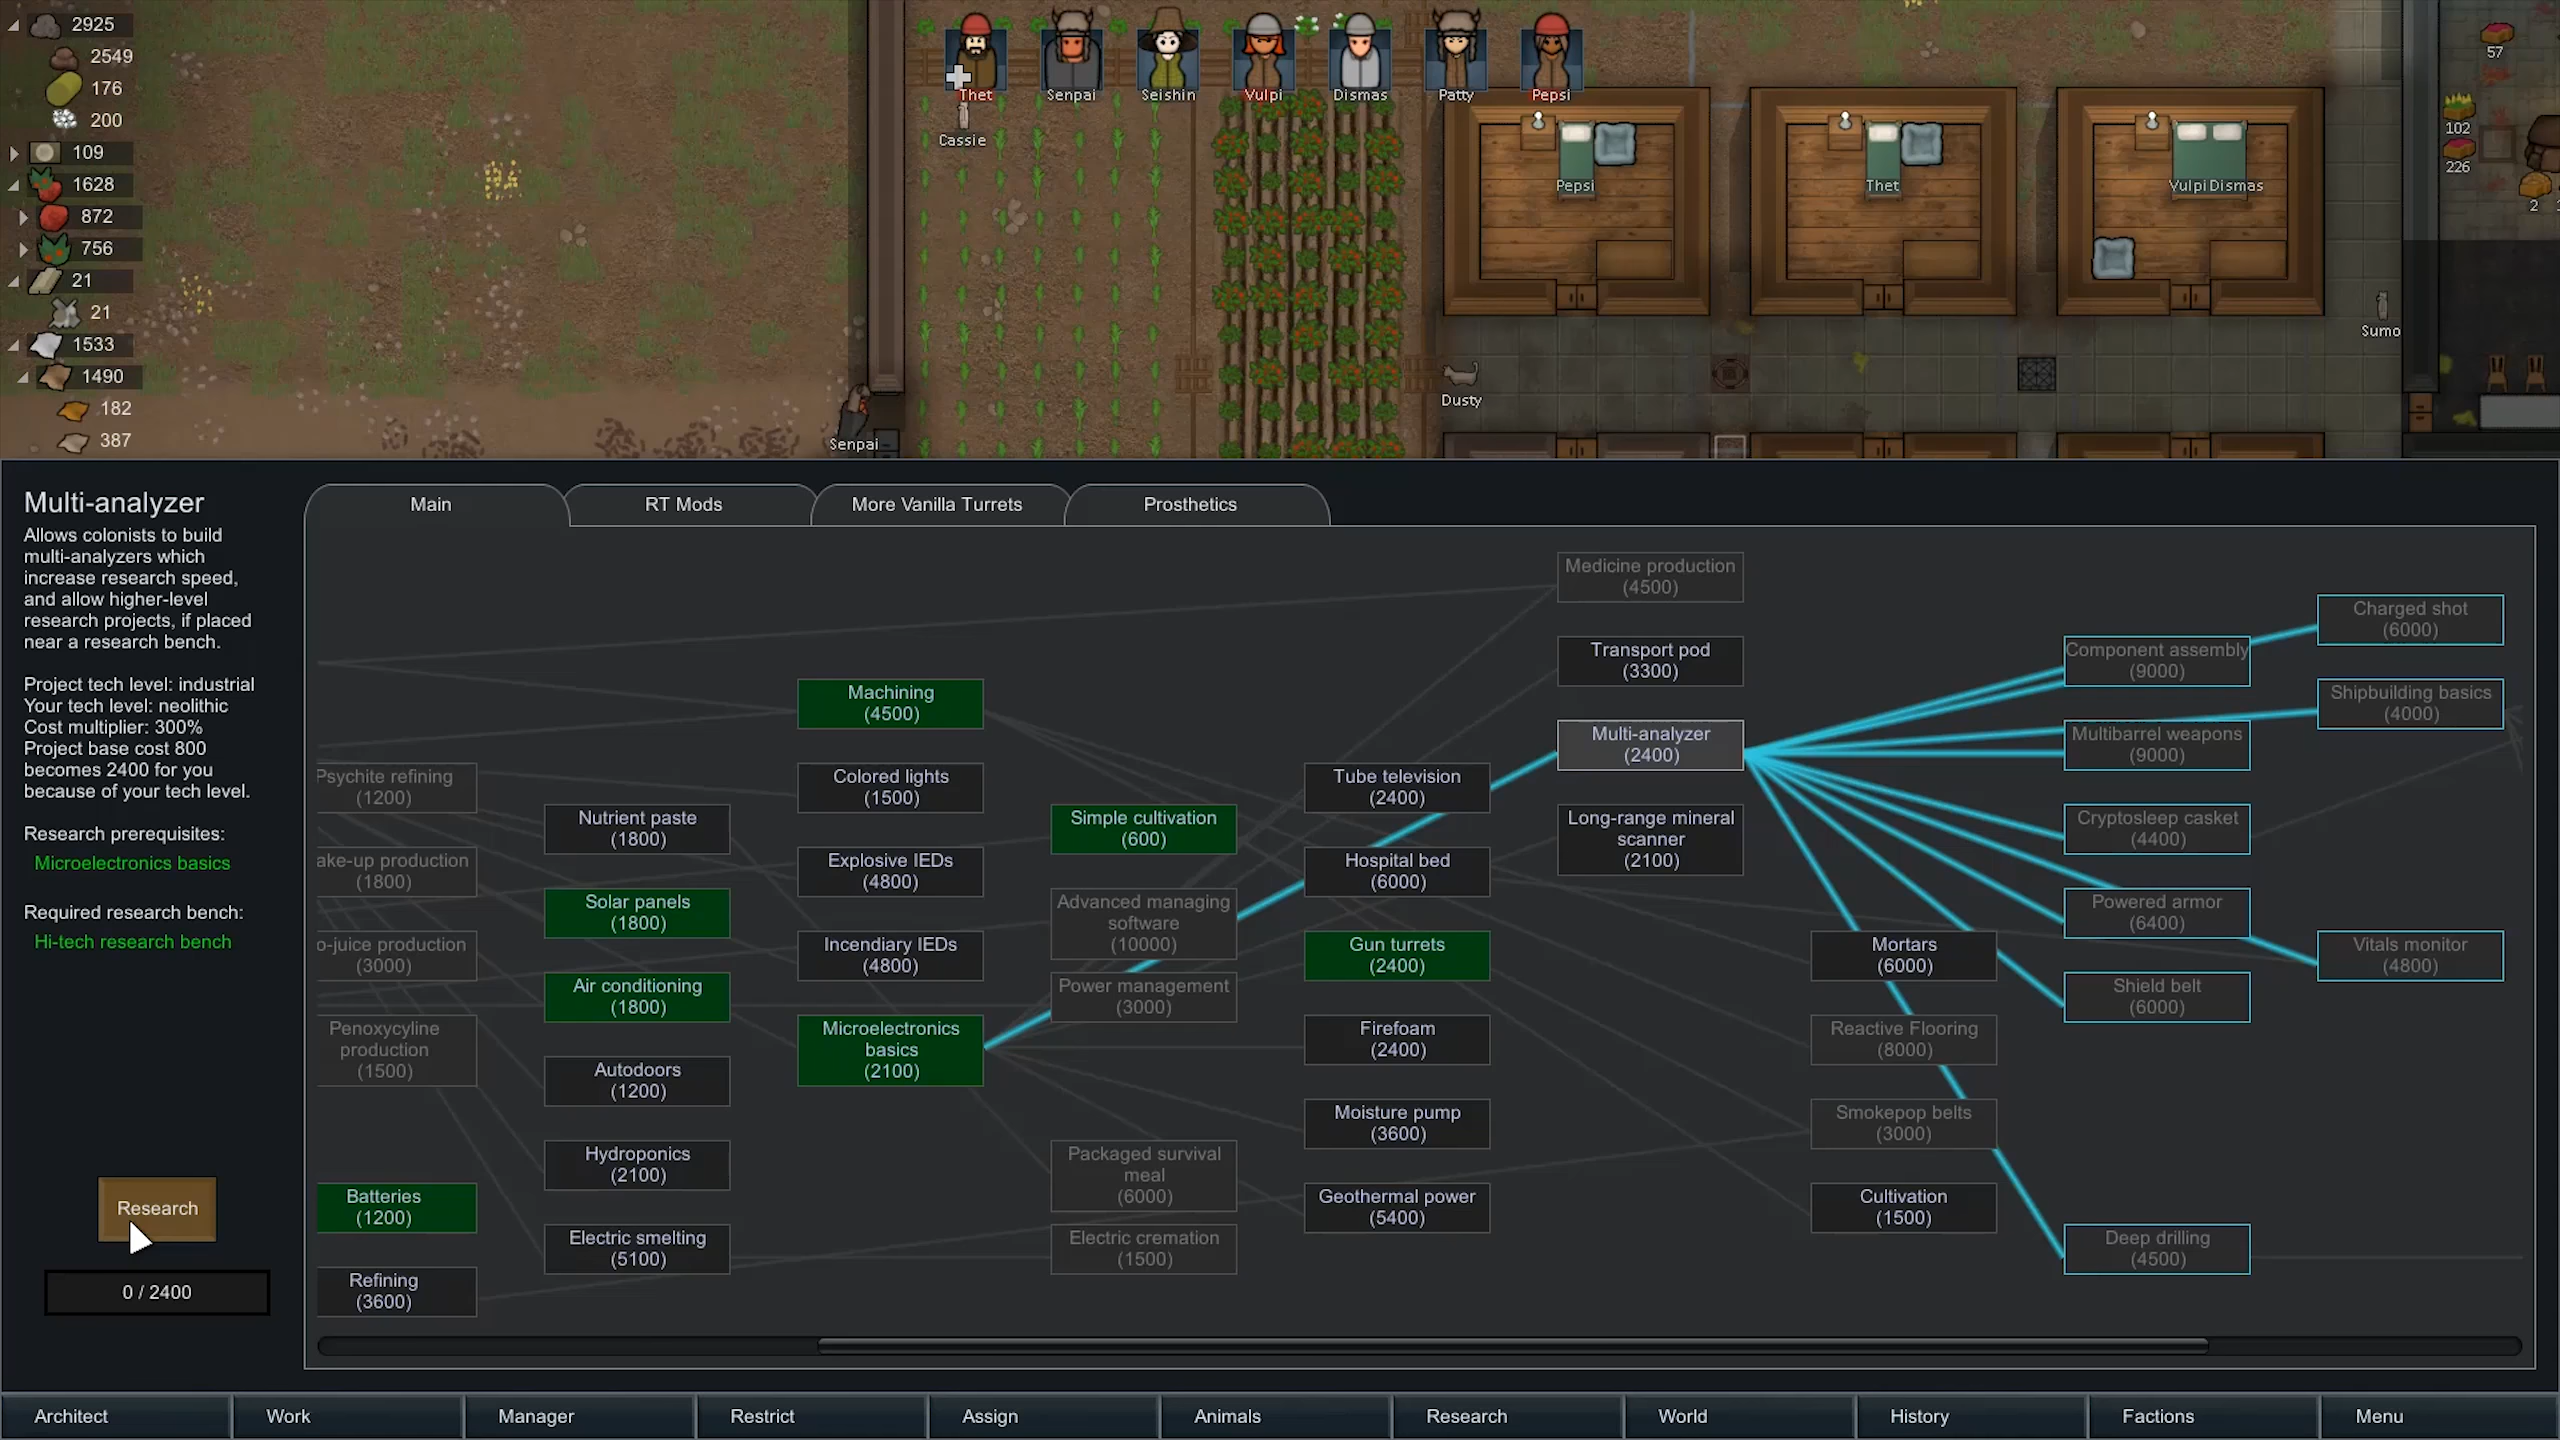 2925
2549
176
200
109
1628
872
756
21
21
1533
1490
182
387
Thet
Senpai
Seishin
Vulpi
Dismas
Patty
Pepsi
Cassie
Pepsi
Thet
VulpiDismas
Sumo
Dusty
Senpai
57
102
226
2
Multi-analyzer
Allows colonists to build
multi-analyzers which
increase research speed,
and allow higher-level
research projects, if placed
near a research bench.
Project tech level: industrial
Your tech level: neolithic
Cost multiplier: 300%
Project base cost 800
becomes 2400 for you
because of your tech level.
Research prerequisites:
Microelectronics basics
Required research bench:
Hi-tech research bench
Research
0 / 2400
Main
RT Mods
More Vanilla Turrets
Prosthetics
Psychite refining
(1200)
ake-up production
(1800)
o-juice production
(3000)
Penoxycyline
production
(1500)
Batteries
(1200)
Refining
(3600)
Nutrient paste
(1800)
Solar panels
(1800)
Air conditioning
(1800)
Autodoors
(1200)
Hydroponics
(2100)
Electric smelting
(5100)
Machining
(4500)
Colored lights
(1500)
Explosive IEDs
(4800)
Incendiary IEDs
(4800)
Microelectronics
basics
(2100)
Simple cultivation
(600)
Advanced managing
software
(10000)
Power management
(3000)
Packaged survival
meal
(6000)
Electric cremation
(1500)
Tube television
(2400)
Hospital bed
(6000)
Gun turrets
(2400)
Firefoam
(2400)
Moisture pump
(3600)
Geothermal power
(5400)
Medicine production
(4500)
Transport pod
(3300)
Multi-analyzer
(2400)
Long-range mineral
scanner
(2100)
Mortars
(6000)
Reactive Flooring
(8000)
Smokepop belts
(3000)
Cultivation
(1500)
Component assembly
(9000)
Multibarrel weapons
(9000)
Cryptosleep casket
(4400)
Powered armor
(6400)
Shield belt
(6000)
Deep drilling
(4500)
Charged shot
(6000)
Shipbuilding basics
(4000)
Vitals monitor
(4800)
Architect
Work
Manager
Restrict
Assign
Animals
Research
World
History
Factions
Menu